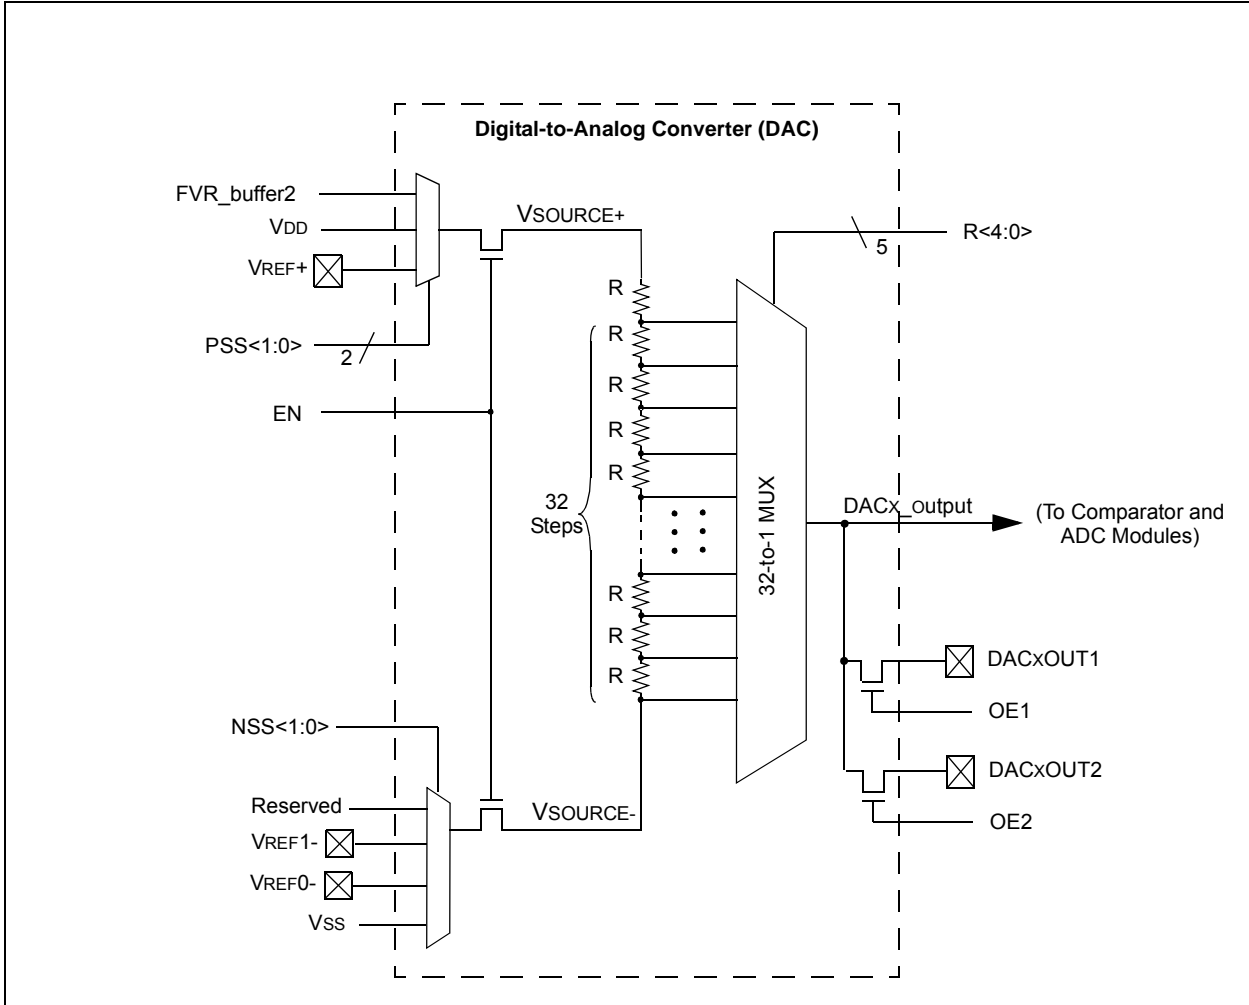 Digital-to-Analog Converter (DAC)
FVR_buffer2
VDD
VREF+
VSOURCE+
R<4:0>
5
PSS<1:0>
2
EN
R
R
R
R
R
32
Steps
32-to-1 MUX
DACX_Output
(To Comparator and
ADC Modules)
R
R
R
DACXOUT1
OE1
NSS<1:0>
DACXOUT2
OE2
Reserved
VREF1-
VREF0-
VSS
VSOURCE-